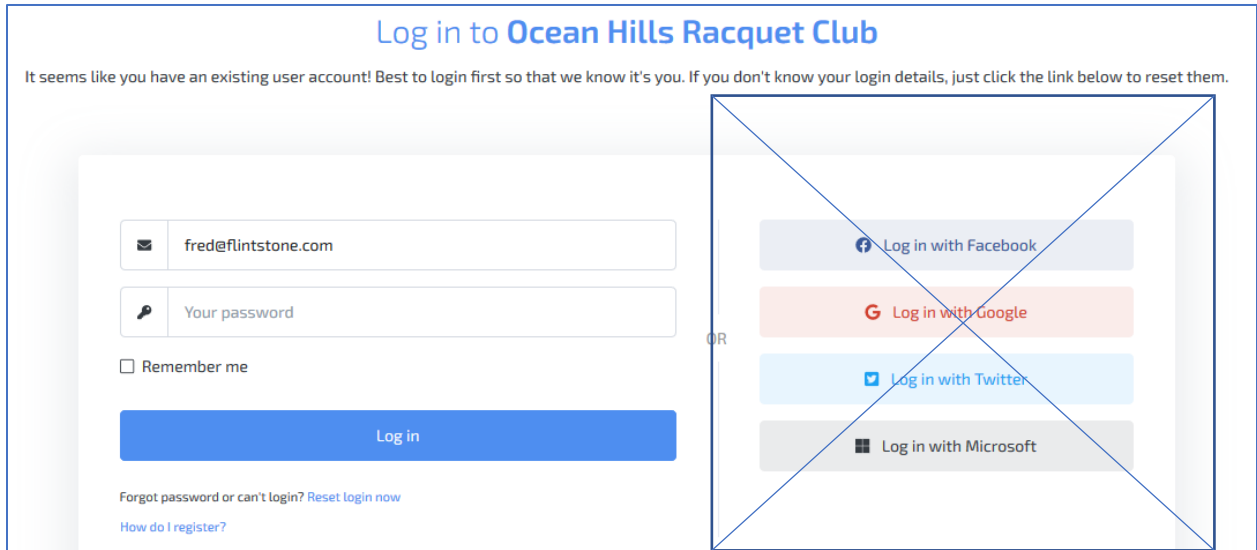 Log in to Ocean Hills Racquet Club
It seems like you have an existing user account! Best to login first so that we know it's you. If you don't know your login details, just click the link below to reset them.
fred@flintstone.com
Your password
Remember me
Log in
Forgot password or can't login? Reset login now
How do I register?
OR
Log in with Facebook
Log in with Google
Log in with Twitter
Log in with Microsoft